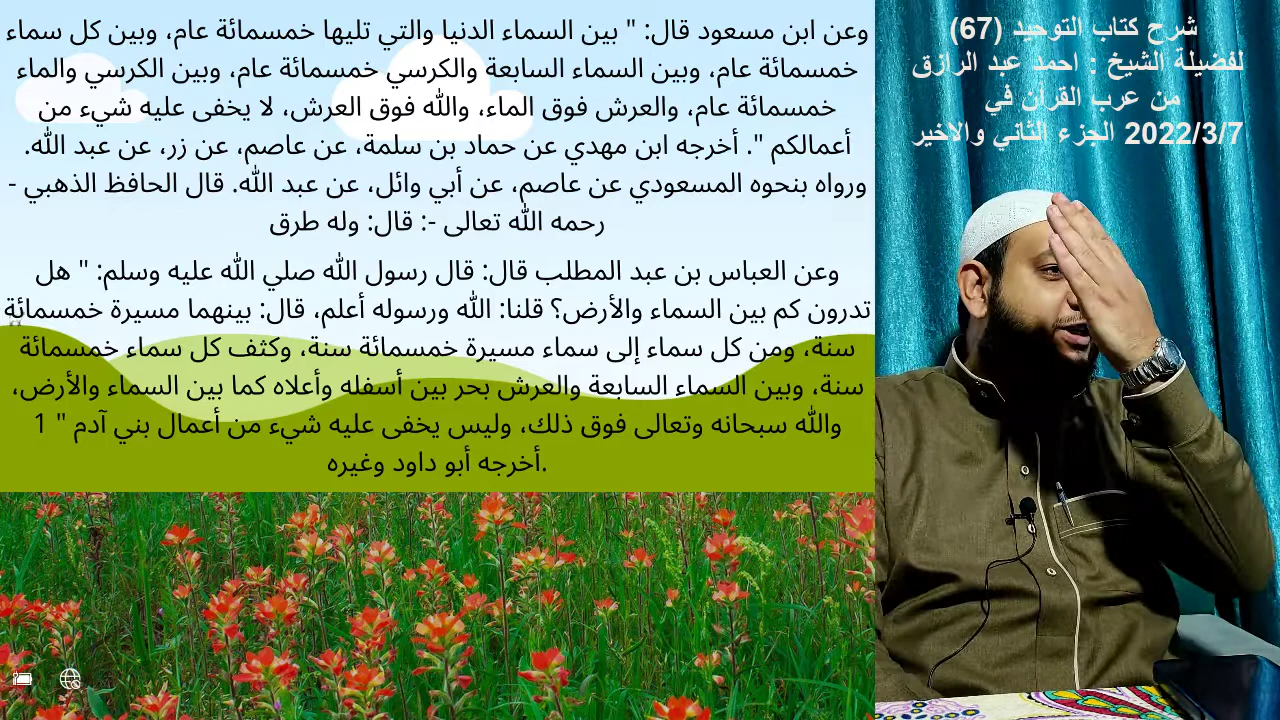 شرح كتاب التوحيد (67)
لفضيلة الشيخ : احمد عبد الرازق
من عرب القرآن في
2022/3/7 الجزء الثاني والاخير
وعن ابن مسعود قال: " بين السماء الدنيا والتي تليها خمسمائة عام، وبين كل سماء
خمسمائة عام، وبين السماء السابعة والكرسي خمسمائة عام، وبين الكرسي والماء
خمسمائة عام، والعرش فوق الماء، والله فوق العرش، لا يخفى عليه شيء من
أعمالكم ". أخرجه ابن مهدي عن حماد بن سلمة، عن عاصم، عن زر، عن عبد الله.
ورواه بنحوه المسعودي عن عاصم، عن أبي وائل، عن عبد الله. قال الحافظ الذهبي -
رحمه الله تعالى -: قال: وله طرق
وعن العباس بن عبد المطلب قال: قال رسول الله صلي الله عليه وسلم: " هل
تدرون كم بين السماء والأرض؟ قلنا: الله ورسوله أعلم، قال: بينهما مسيرة خمسمائة
سنة، ومن كل سماء إلى سماء مسيرة خمسمائة سنة، وكثف كل سماء خمسمائة
سنة، وبين السماء السابعة والعرش بحر بين أسفله وأعلاه كما بين السماء والأرض،
والله سبحانه وتعالى فوق ذلك، وليس يخفى عليه شيء من أعمال بني آدم " 1
.أخرجه أبو داود وغيره